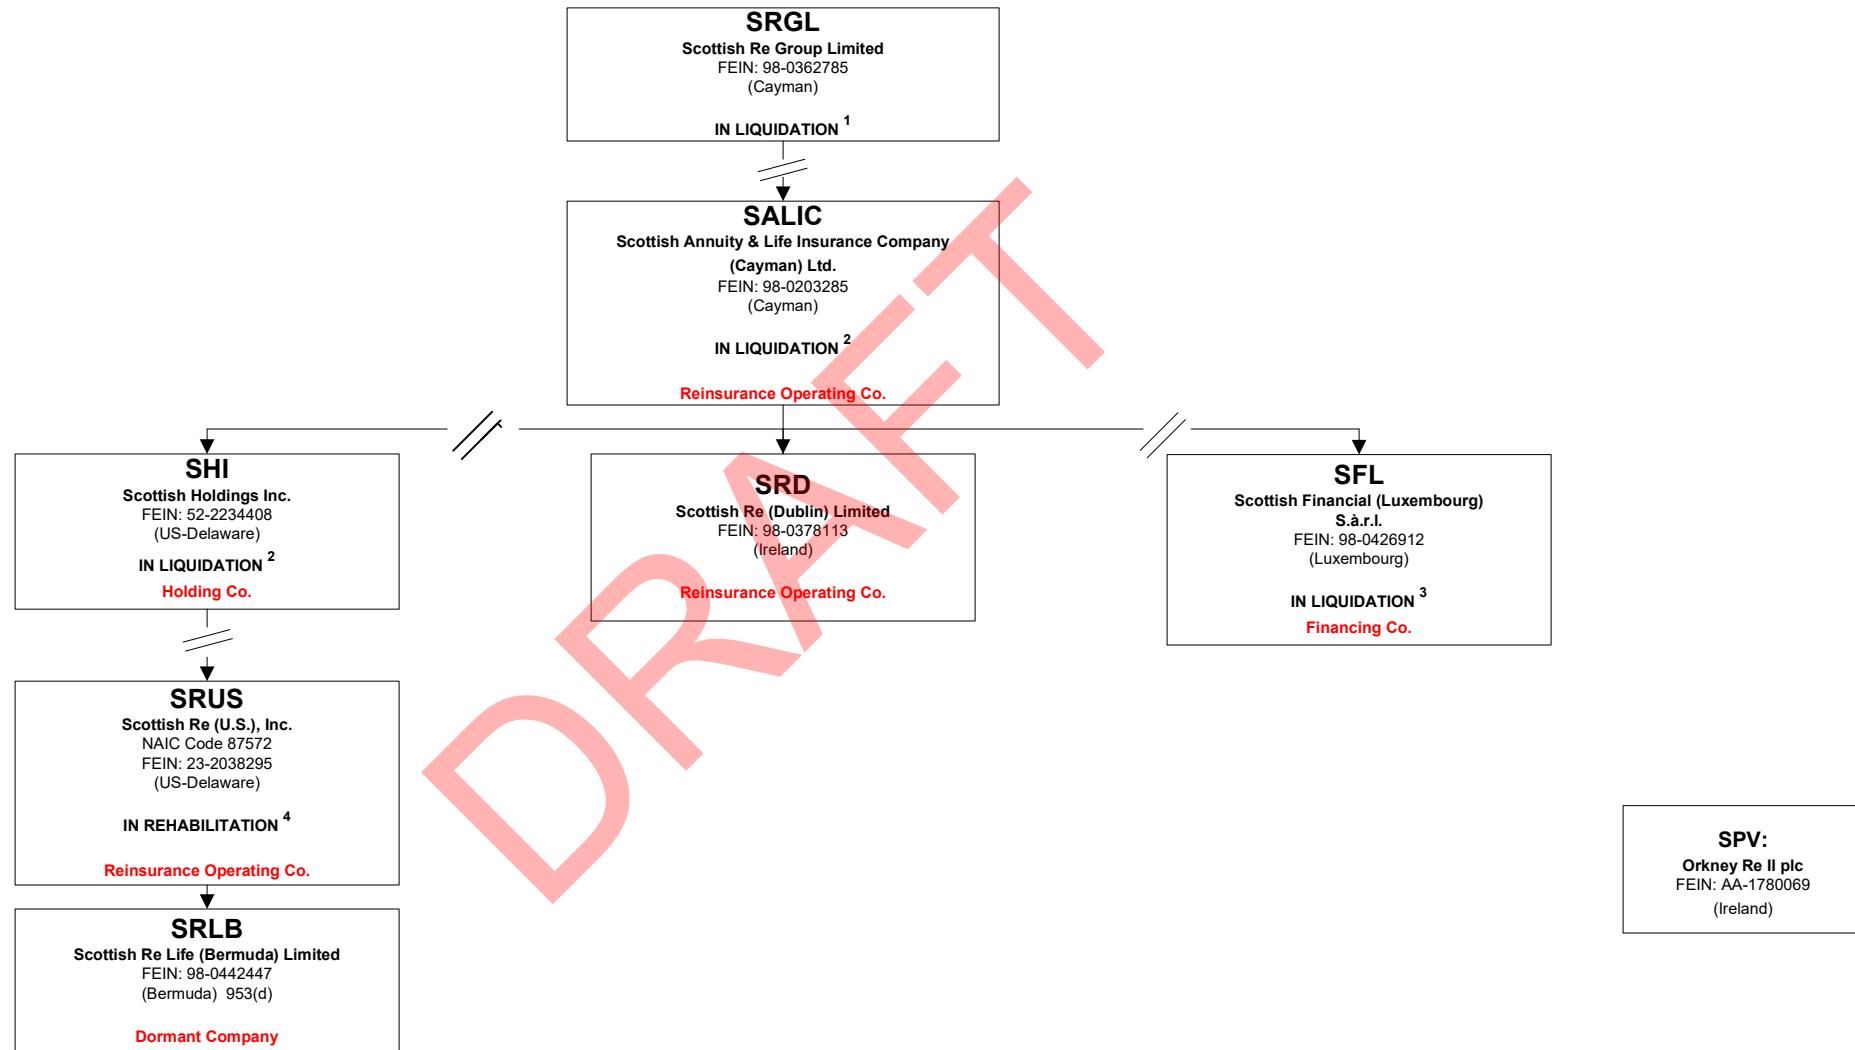 SRGL
Scottish Re Group Limited
FEIN: 98-0362785
(Cayman)
IN LIQUIDATION 1
SALIC
Scottish Annuity & Life Insurance Company
(Cayman) Ltd.
FEIN: 98-0203285
(Cayman)
IN LIQUIDATION 2
Reinsurance Operating Co.
SHI
Scottish Holdings Inc.
FEIN: 52-2234408
(US-Delaware)
IN LIQUIDATION 2
Holding Co.
SRD
Scottish Re (Dublin) Limited
FEIN: 98-0378113
(Ireland)
Reinsurance Operating Co.
SFL
Scottish Financial (Luxembourg)
S.à.r.l.
FEIN: 98-0426912
(Luxembourg)
IN LIQUIDATION 3
Financing Co.
SRUS
Scottish Re (U.S.), Inc.
NAIC Code 87572
FEIN: 23-2038295
(US-Delaware)
IN REHABILITATION 4
Reinsurance Operating Co.
SPV:
Orkney Re II plc
FEIN: AA-1780069
(Ireland)
SRLB
Scottish Re Life (Bermuda) Limited
FEIN: 98-0442447
(Bermuda) 953(d)
Dormant Company
DRAFT